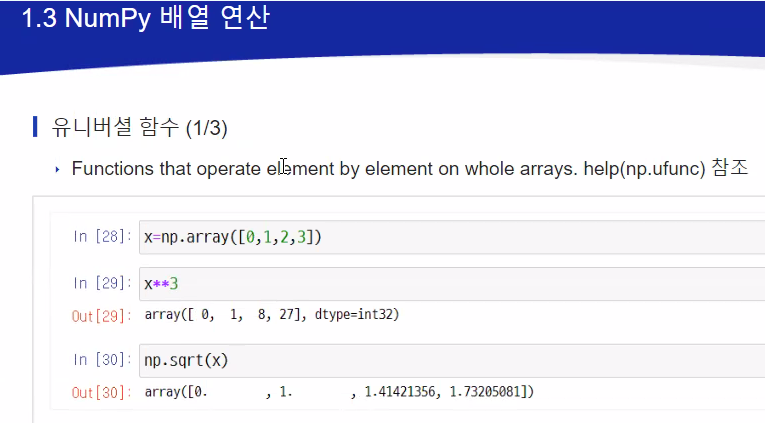 1.3 NumPy 배열 연산
유니버셜 함수 (1/3)
Functions that operate element by element on whole arrays. help(np.ufunc) 참조
In [28]: x=np.array([0,1,2,3])
In [29]: x**3
Out[29]: array([ 0,  1,  8, 27], dtype=int32)
In [30]: np.sqrt(x)
Out[30]: array([0.        , 1.        , 1.41421356, 1.73205081])